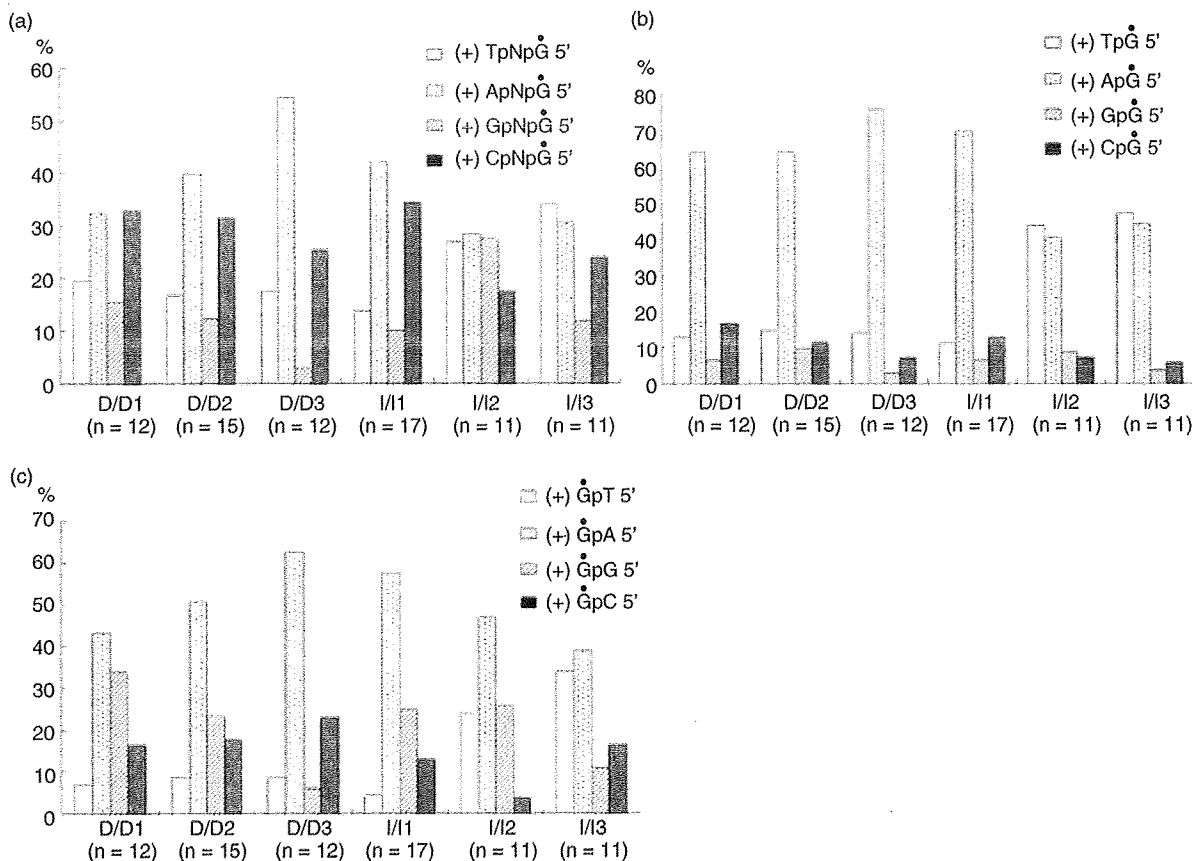 (a)
%
60
50
40
30
20
10
0
(+) TpNpĠ 5'
(+) ApNpĠ 5'
(+) GpNpĠ 5'
(+) CpNpĠ 5'
D/D1 D/D2 D/D3 I/I1 I/I2 I/I3
(n = 12) (n = 15) (n = 12) (n = 17) (n = 11) (n = 11)
(b)
%
80
70
60
50
40
30
20
10
0
(+) TpĠ 5'
(+) ApĠ 5'
(+) GpĠ 5'
(+) CpĠ 5'
D/D1 D/D2 D/D3 I/I1 I/I2 I/I3
(n = 12) (n = 15) (n = 12) (n = 17) (n = 11) (n = 11)
(c)
%
70
60
50
40
30
20
10
0
(+) ĠpT 5'
(+) ĠpA 5'
(+) ĠpG 5'
(+) ĠpC 5'
D/D1 D/D2 D/D3 I/I1 I/I2 I/I3
(n = 12) (n = 15) (n = 12) (n = 17) (n = 11) (n = 11)